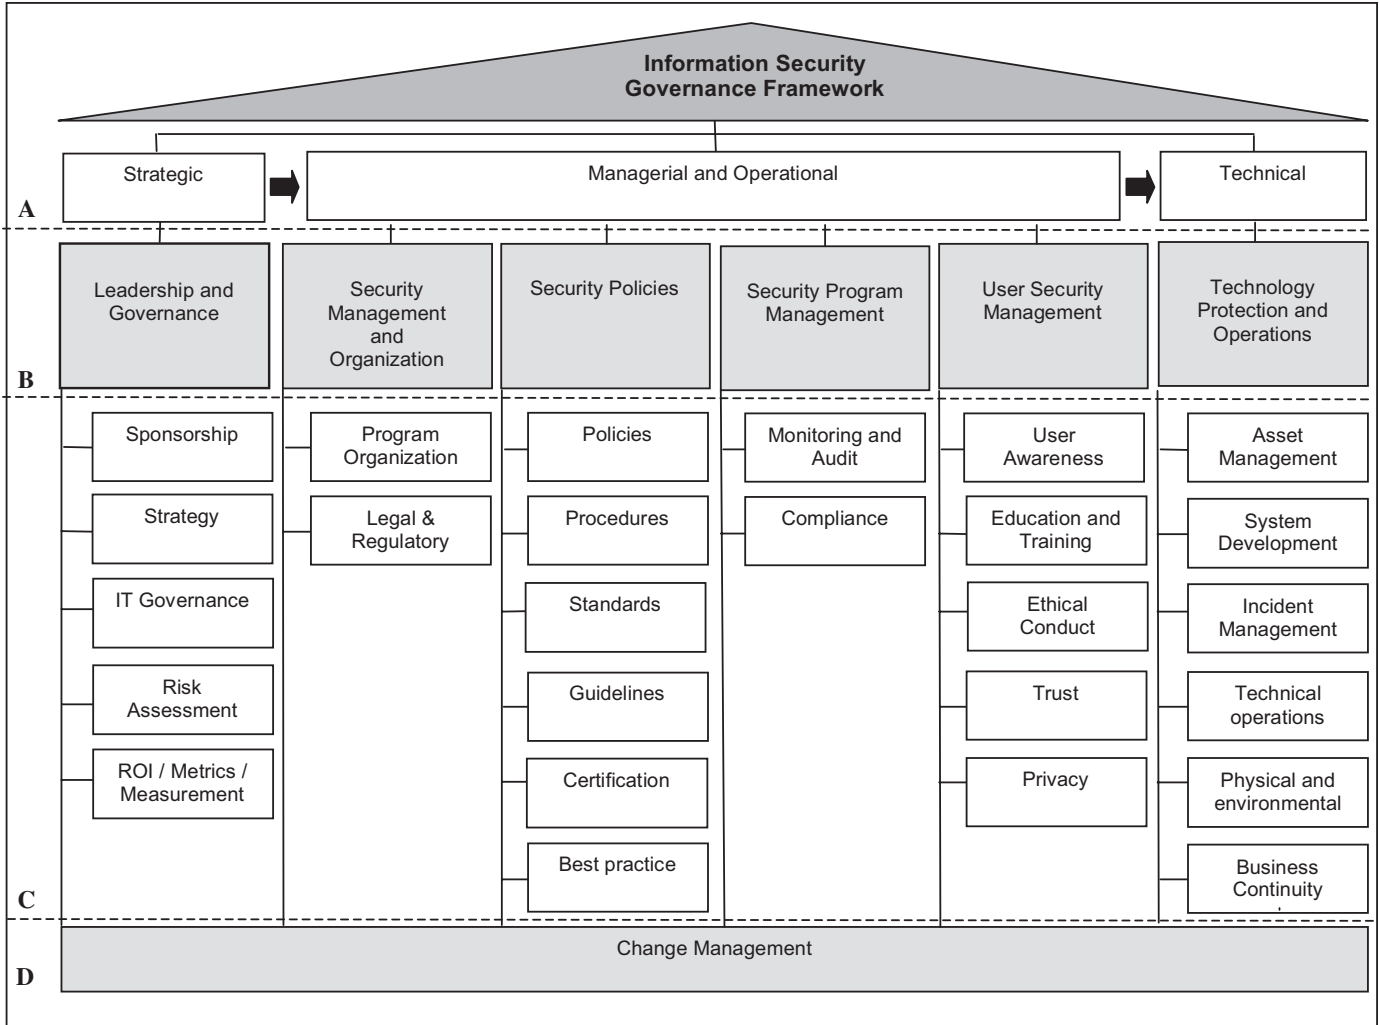 Information Security
Governance Framework
Strategic
Managerial and Operational
Technical
A
Leadership and
Governance
Security
Management
and
Organization
Security Policies
Security Program
Management
User Security
Management
Technology
Protection and
Operations
B
Sponsorship
Strategy
IT Governance
Risk
Assessment
ROI / Metrics /
Measurement
Program
Organization
Legal &
Regulatory
Policies
Procedures
Standards
Guidelines
Certification
Best practice
Monitoring and
Audit
Compliance
User
Awareness
Education and
Training
Ethical
Conduct
Trust
Privacy
Asset
Management
System
Development
Incident
Management
Technical
operations
Physical and
environmental
Business
Continuity
C
Change Management
D